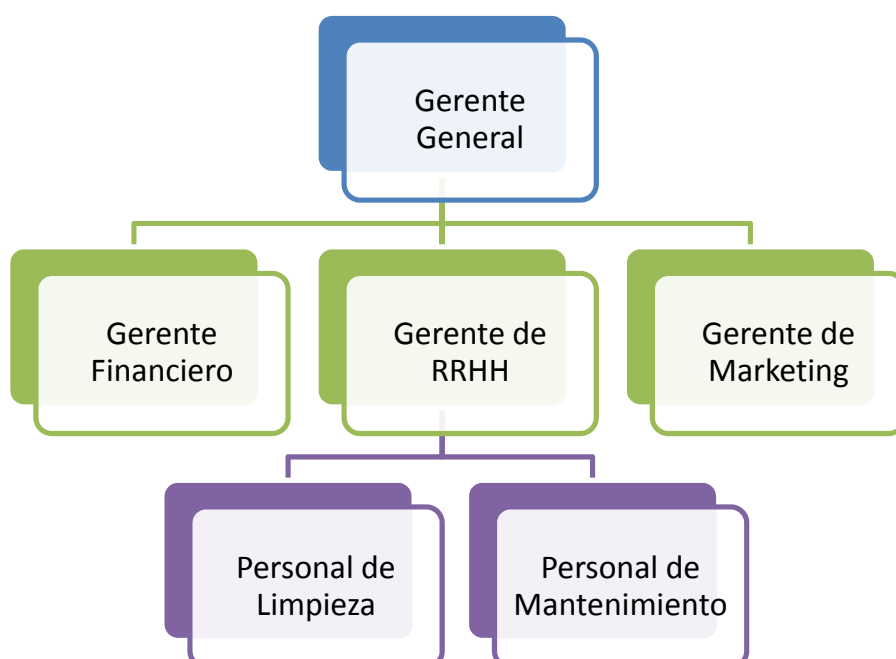 Gerente
General
Gerente
Financiero
Gerente de
RRHH
Gerente de
Marketing
Personal de
Limpieza
Personal de
Mantenimiento